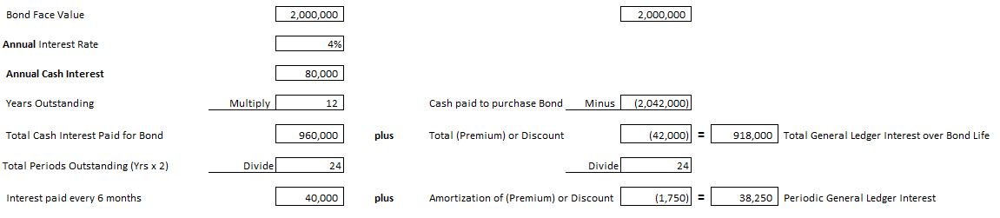 Bond Face Value 2,000,000 2,000,000
Annual Interest Rate 4%
Annual Cash Interest 80,000
Years Outstanding Multiply 12 Cash paid to purchase Bond Minus (2,042,000)
Total Cash Interest Paid for Bond 960,000 plus Total (Premium) or Discount (42,000) = 918,000 Total General Ledger Interest over Bond Life
Total Periods Outstanding (Yrs x 2) Divide 24 Divide 24
Interest paid every 6 months 40,000 plus Amortization of (Premium) or Discount (1,750) = 38,250 Periodic General Ledger Interest